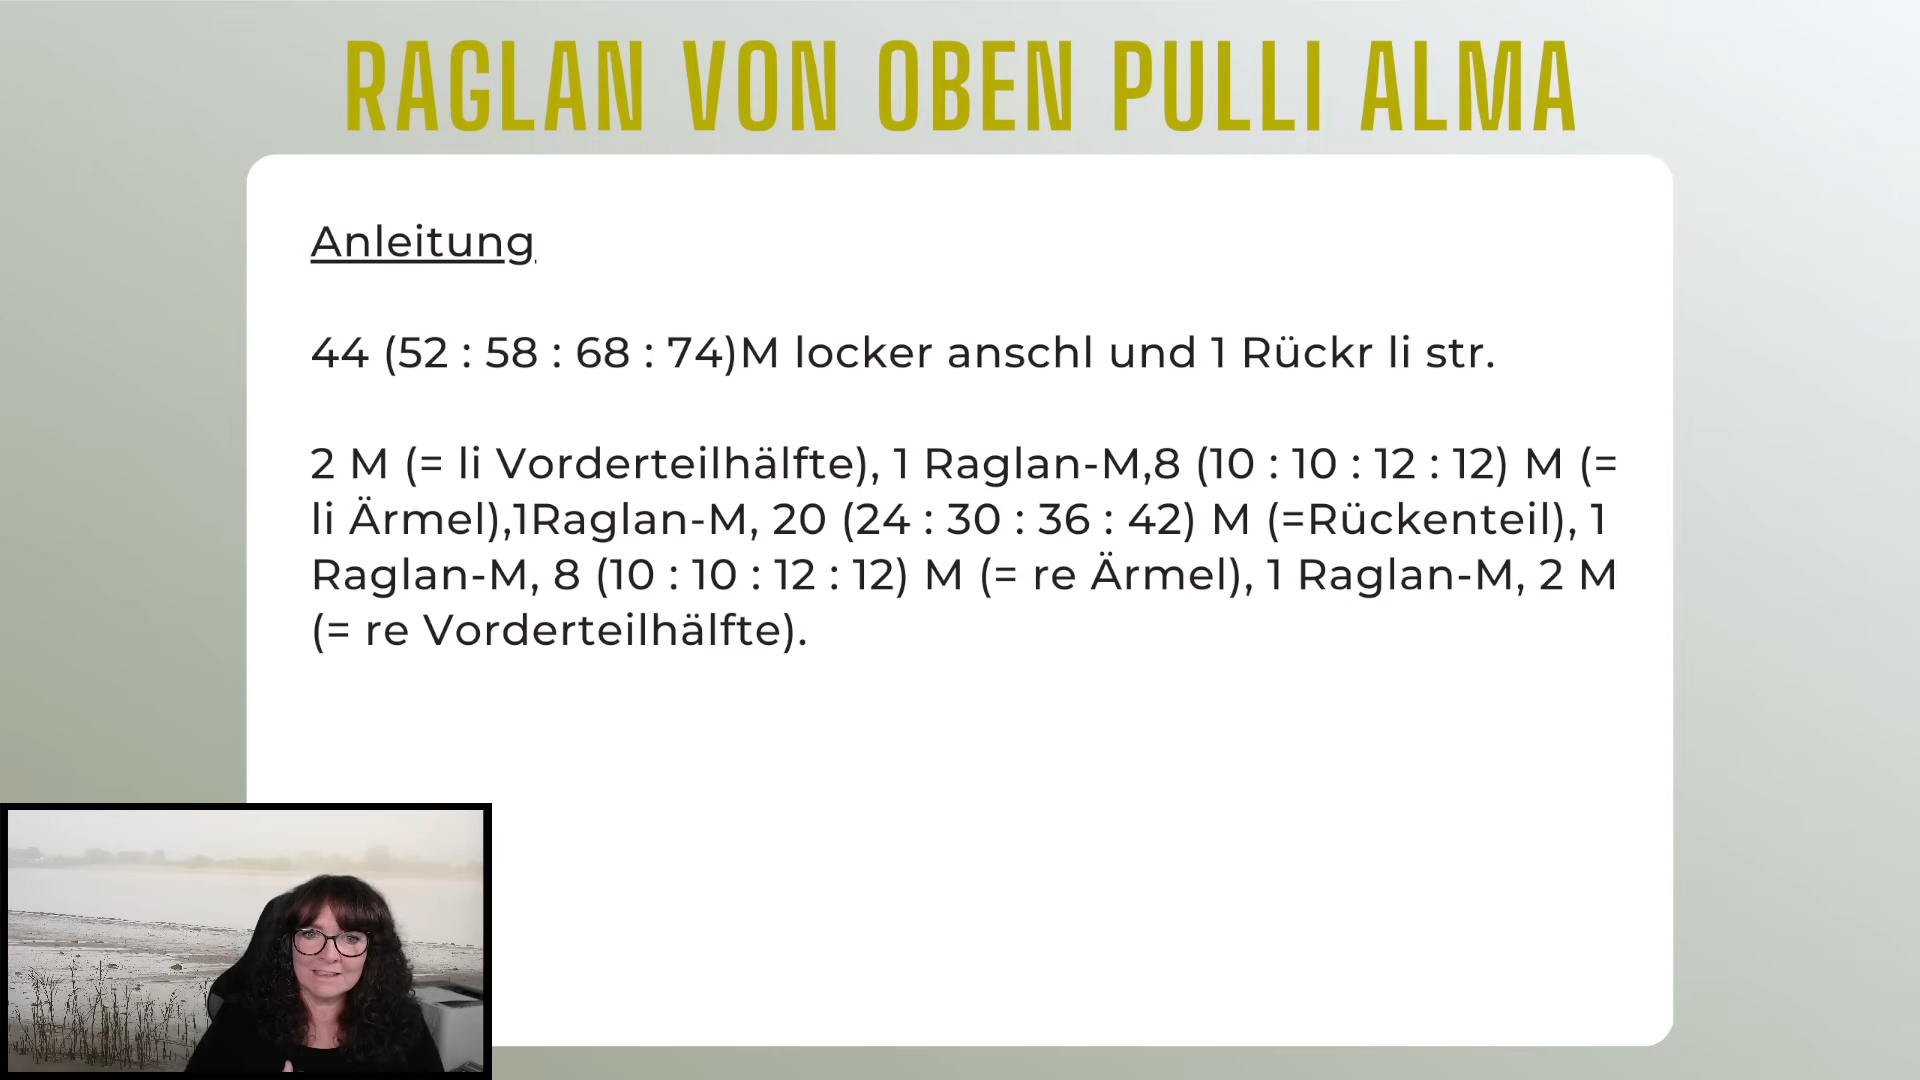 RAGLAN VON OBEN PULLI ALMA
Anleitung
44 (52 : 58 : 68 : 74)M locker anschl und 1 Rückr li str.
2 M (= li Vorderteilhälfte), 1 Raglan-M,8 (10 : 10 : 12 : 12) M (=
li Ärmel),1Raglan-M, 20 (24 : 30 : 36 : 42) M (=Rückenteil), 1
Raglan-M, 8 (10 : 10 : 12 : 12) M (= re Ärmel), 1 Raglan-M, 2 M
(= re Vorderteilhälfte).